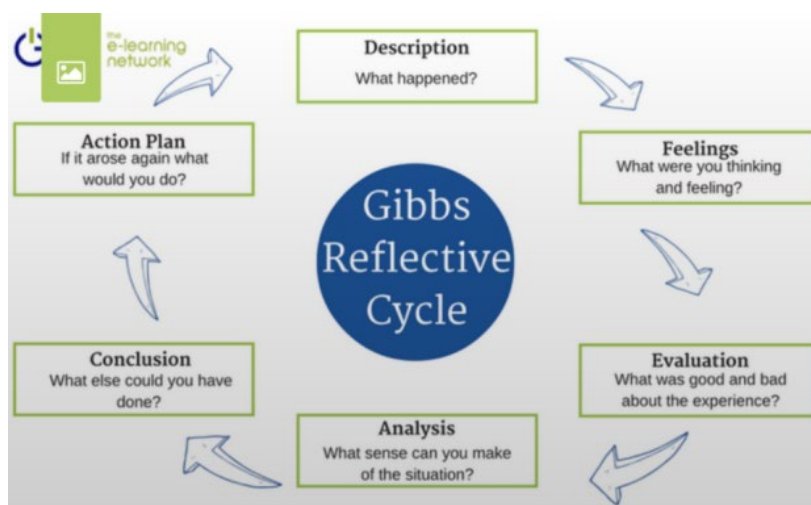 the
e-learning
network
Description
What happened?
Feelings
What were you thinking
and feeling?
Evaluation
What was good and bad
about the experience?
Analysis
What sense can you make
of the situation?
Conclusion
What else could you have
done?
Action Plan
If it arose again what
would you do?
Gibbs
Reflective
Cycle